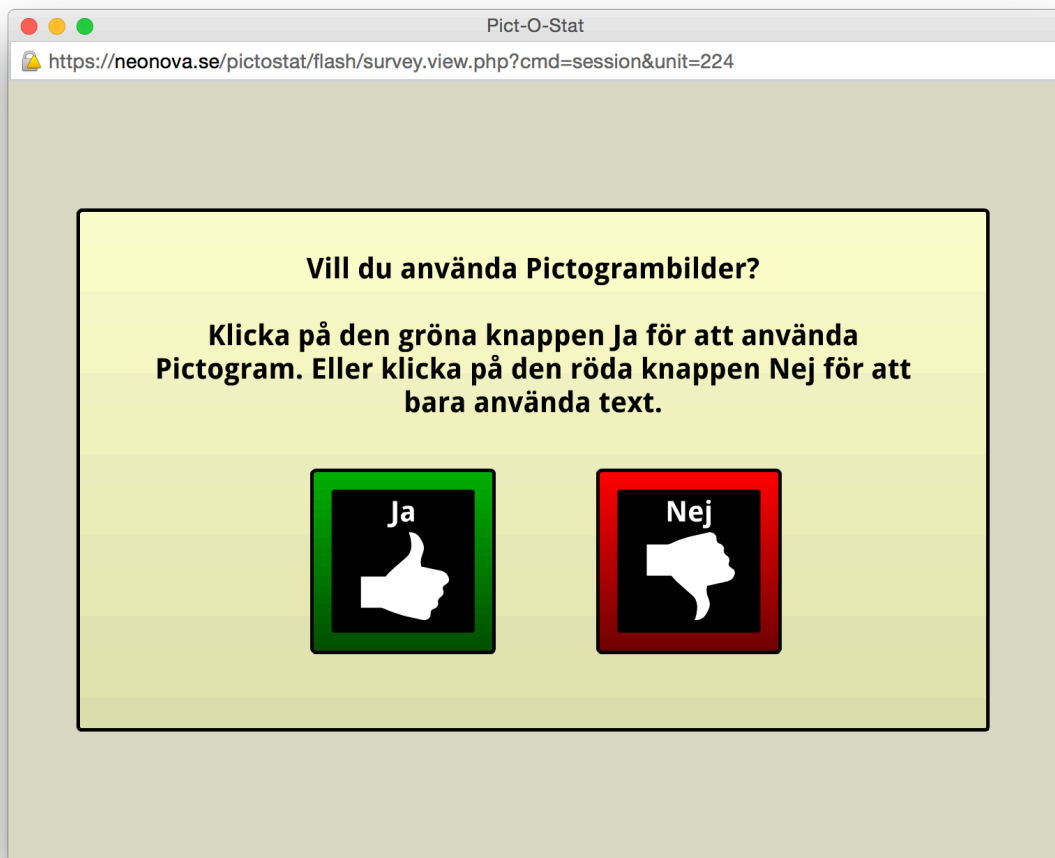 Pict-O-Stat
https://neonova.se/pictostat/flash/survey.view.php?cmd=session&unit=224
Vill du använda Pictogrambilder?
Klicka på den gröna knappen Ja för att använda
Pictogram. Eller klicka på den röda knappen Nej för att
bara använda text.
Ja
Nej